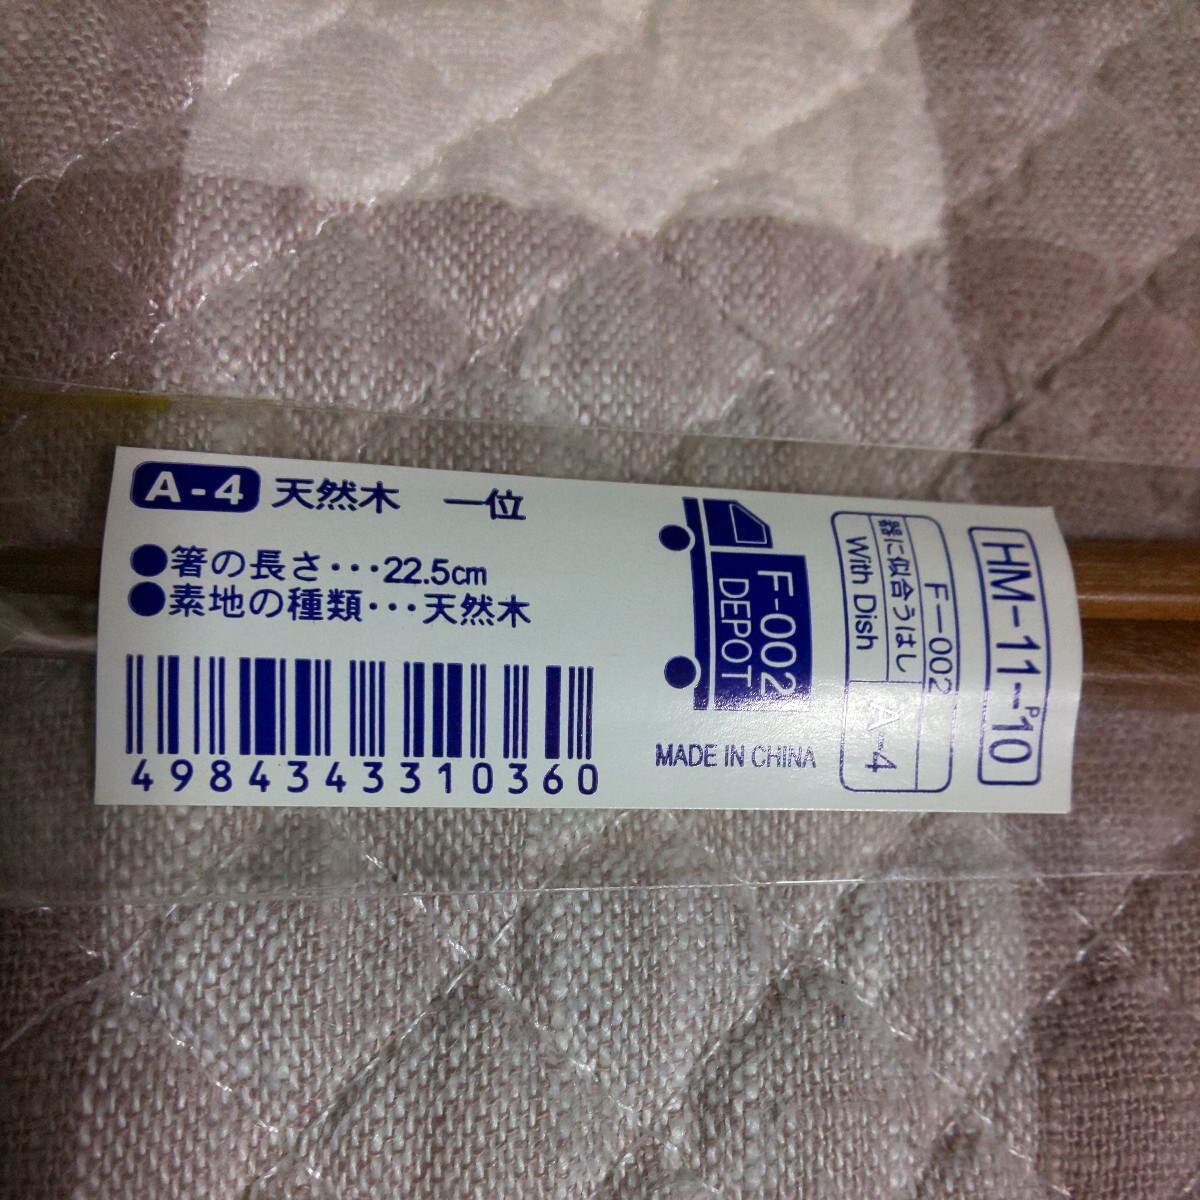 A-4 天然木 一位
●箸の長さ・・・22.5cm
●素地の種類・・・天然木
4984343310360
F-002
DEPOT
MADE IN CHINA
F-002
器に似合うはし
With Dish
A-4
HM-11-P10